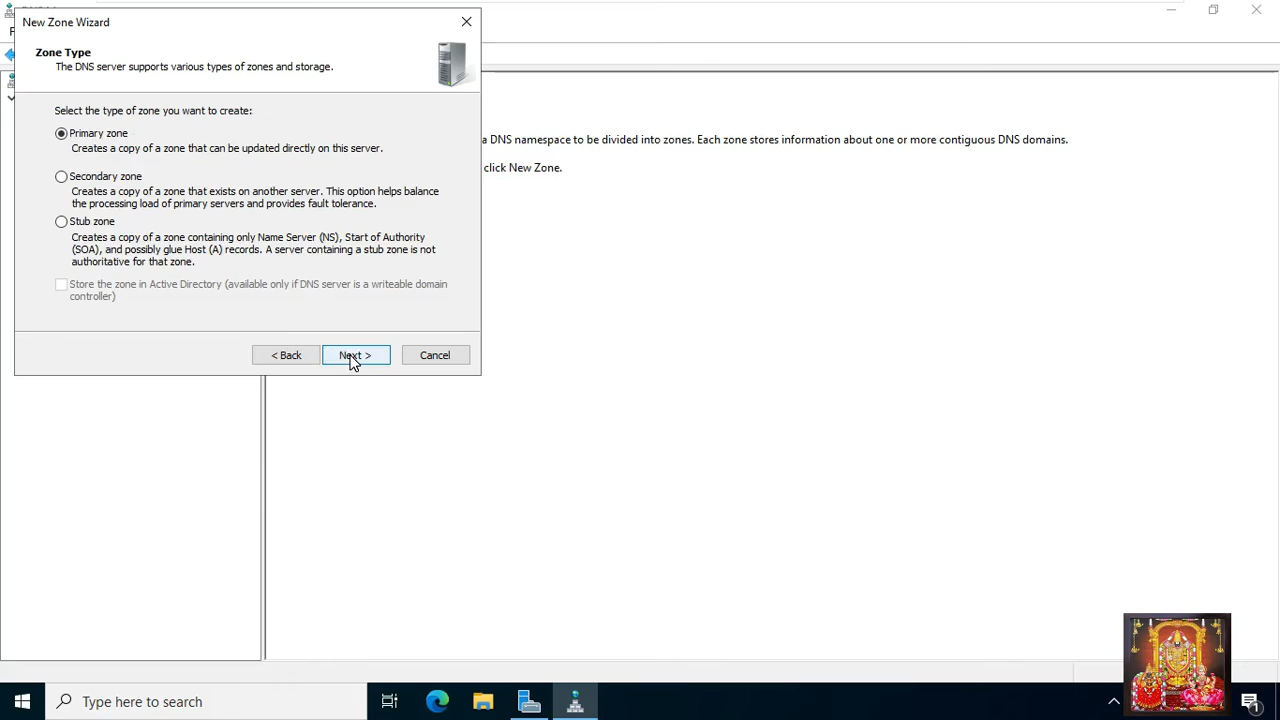 New Zone Wizard
Zone Type
The DNS server supports various types of zones and storage.
Select the type of zone you want to create:
Primary zone
Creates a copy of a zone that can be updated directly on this server.
Secondary zone
Creates a copy of a zone that exists on another server. This option helps balance
the processing load of primary servers and provides fault tolerance.
Stub zone
Creates a copy of a zone containing only Name Server (NS), Start of Authority
(SOA), and possibly glue Host (A) records. A server containing a stub zone is not
authoritative for that zone.
Store the zone in Active Directory (available only if DNS server is a writeable domain
controller)
< Back
Next >
Cancel
a DNS namespace to be divided into zones. Each zone stores information about one or more contiguous DNS domains.
click New Zone.
Type here to search
1